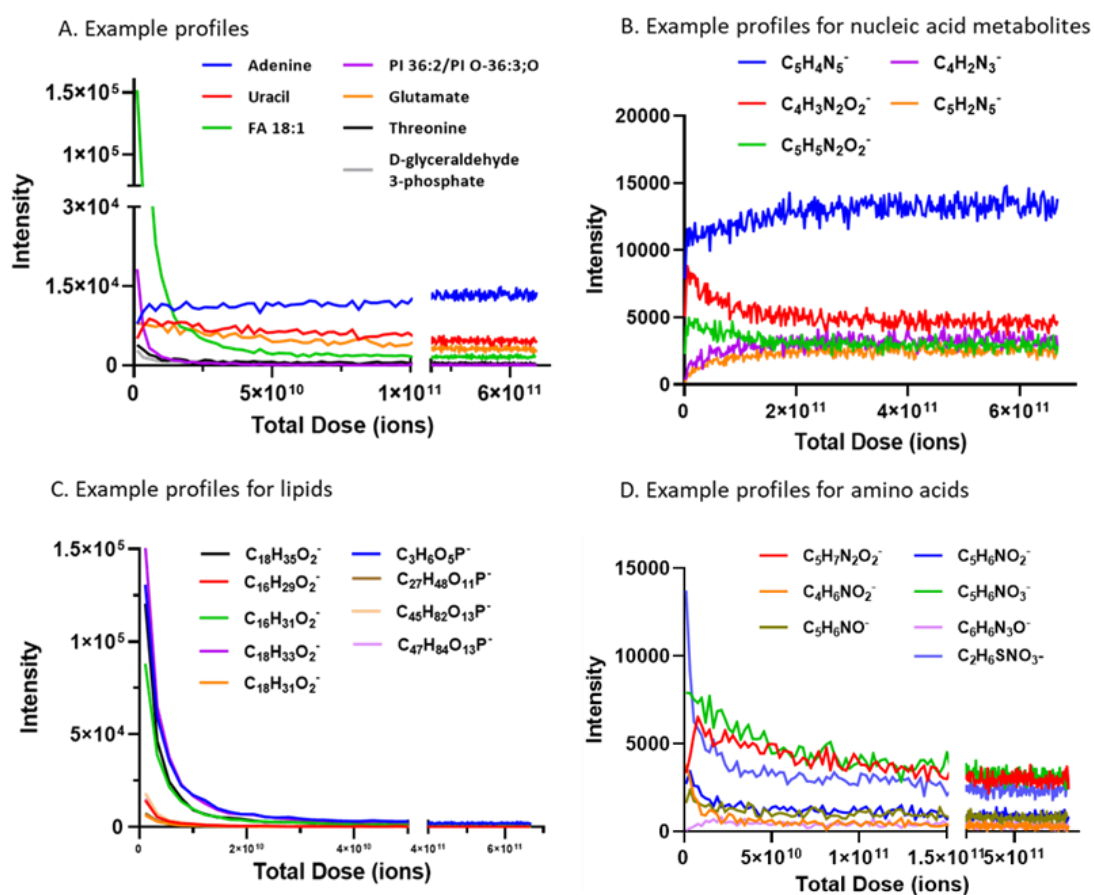 A. Example profiles
Adenine
Uracil
FA 18:1
PI 36:2/PI O-36:3;O
Glutamate
Threonine
D-glyceraldehyde
3-phosphate
1.5×10⁵
1×10⁵
3×10⁴
1.5×10⁴
0
Intensity
0 5×10¹⁰ 1×10¹¹ 6×10¹¹
Total Dose (ions)
B. Example profiles for nucleic acid metabolites
C₅H₄N₅⁻
C₄H₃N₂O₂⁻
C₅H₅N₂O₂⁻
C₄H₂N₃⁻
C₅H₂N₅⁻
20000
15000
10000
5000
0
Intensity
0 2×10¹¹ 4×10¹¹ 6×10¹¹
Total Dose (ions)
C. Example profiles for lipids
C₁₈H₃₅O₂⁻
C₁₆H₂₉O₂⁻
C₁₆H₃₁O₂⁻
C₁₈H₃₃O₂⁻
C₁₈H₃₁O₂⁻
C₃H₆O₅P⁻
C₂₇H₄₈O₁₁P⁻
C₄₅H₈₂O₁₃P⁻
C₄₇H₈₄O₁₃P⁻
1.5×10⁵
1×10⁵
5×10⁴
0
Intensity
0 2×10¹⁰ 4×10¹⁰ 4×10¹¹ 6×10¹¹
Total Dose (ions)
D. Example profiles for amino acids
C₅H₇N₂O₂⁻
C₄H₆NO₂⁻
C₅H₆NO⁻
C₅H₆NO₂⁻
C₅H₆NO₃⁻
C₆H₆N₃O⁻
C₂H₆SNO₃-
15000
10000
5000
0
Intensity
0 5×10¹⁰ 1×10¹¹ 1.5×10¹¹ 5×10¹¹
Total Dose (ions)